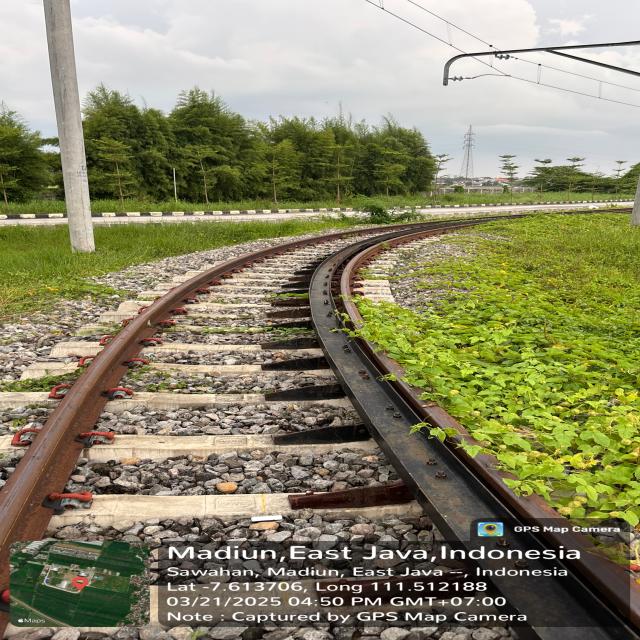 GPS Map Camera
Madiun,East Java,Indonesia
Sawahan, Madiun, East Java —, Indonesia
Lat -7.613706, Long 111.512188
03/21/2025 04:50 PM GMT+07:00
Note : Captured by GPS Map Camera
Maps